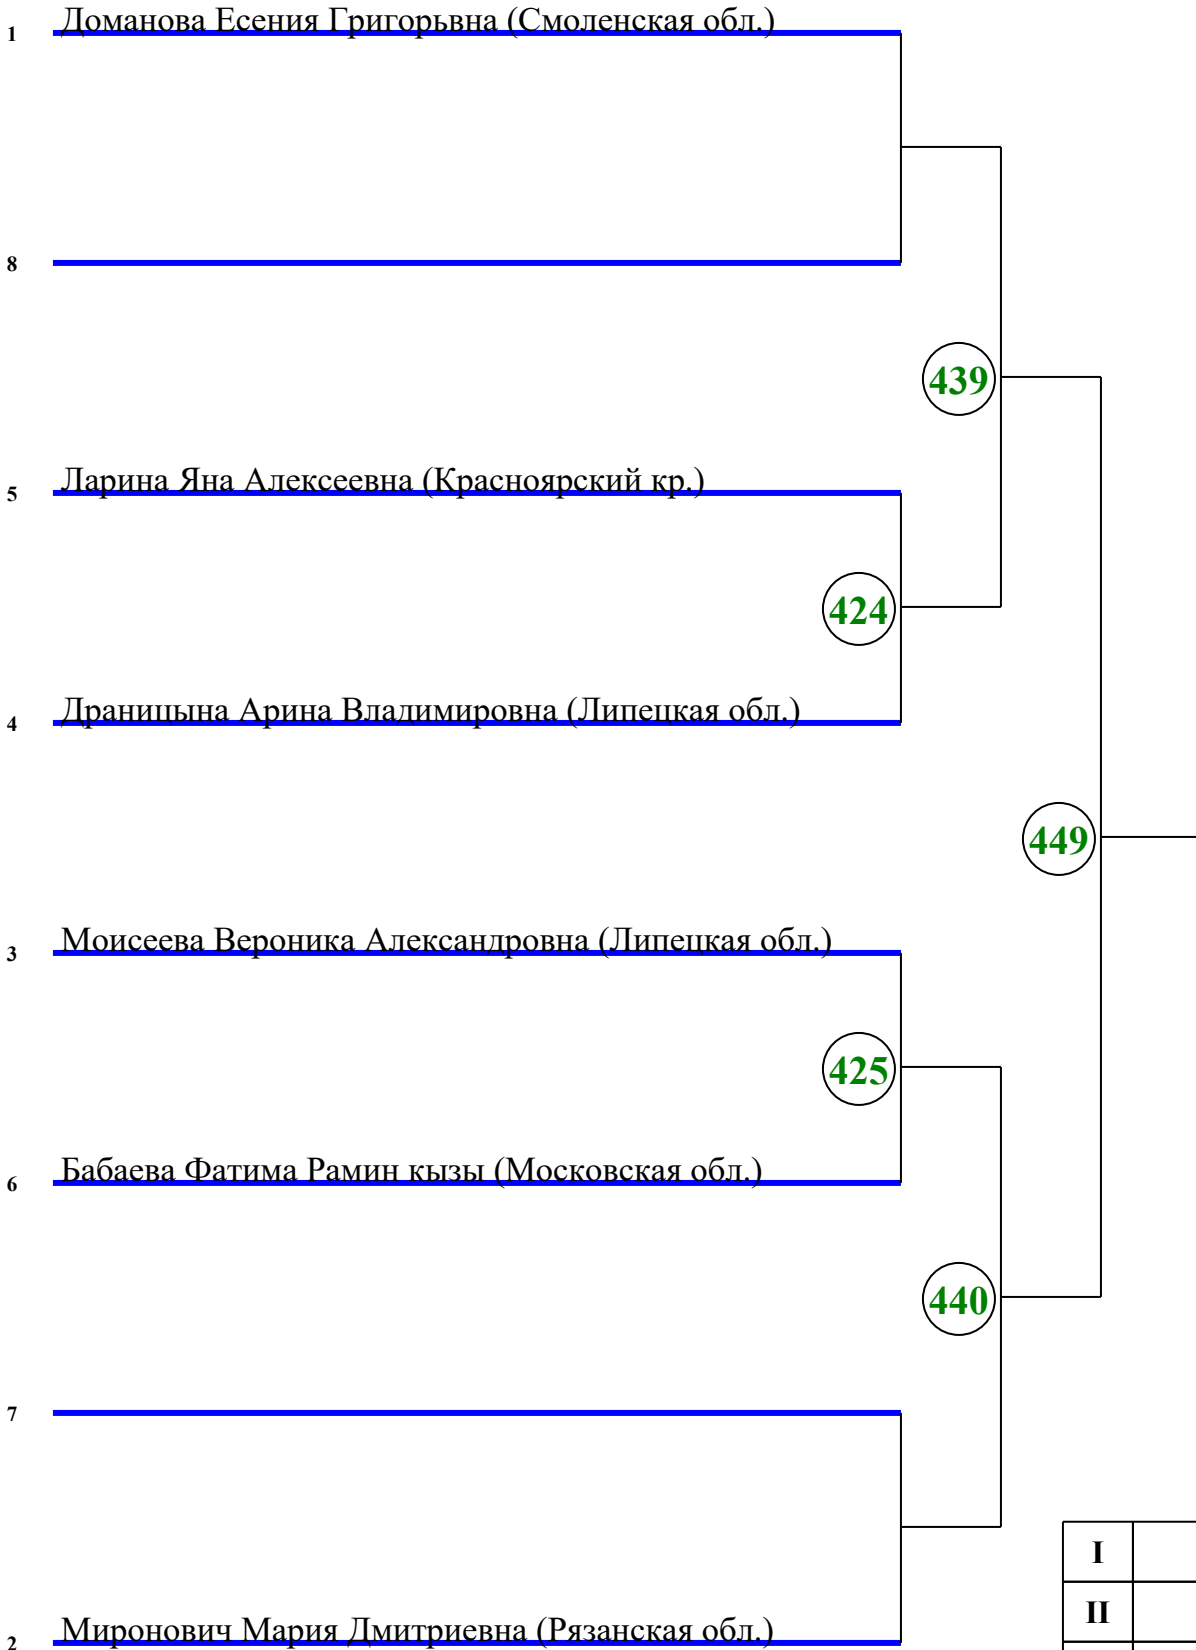 1 Доманова Есения Григорьвна (Смоленская обл.)
8
439
5 Ларина Яна Алексеевна (Красноярский кр.)
424
4 Драницына Арина Владимировна (Липецкая обл.)
449
3 Моисеева Вероника Александровна (Липецкая обл.)
425
6 Бабаева Фатима Рамин кызы (Московская обл.)
440
7
I
II
2 Миронович Мария Дмитриевна (Рязанская обл.)